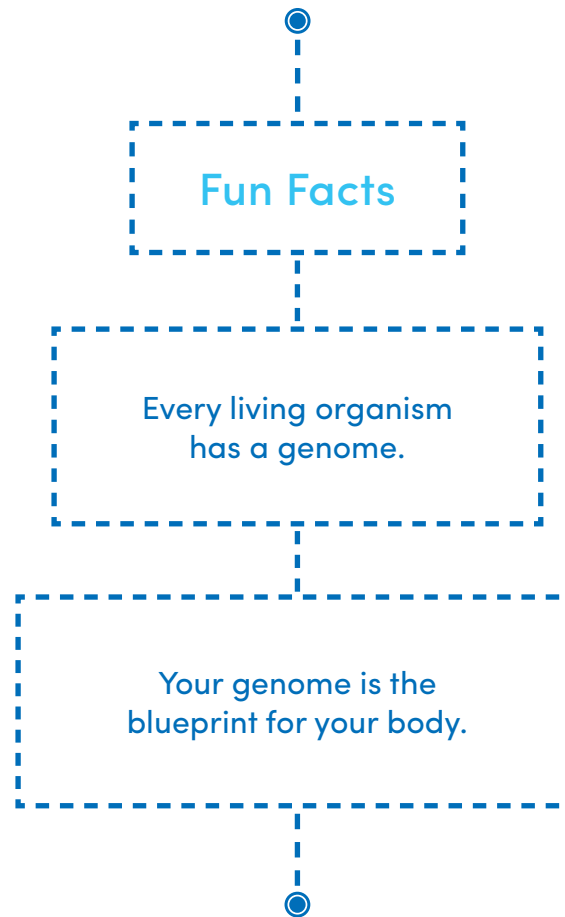 Fun Facts
Every living organism
has a genome.
Your genome is the
blueprint for your body.